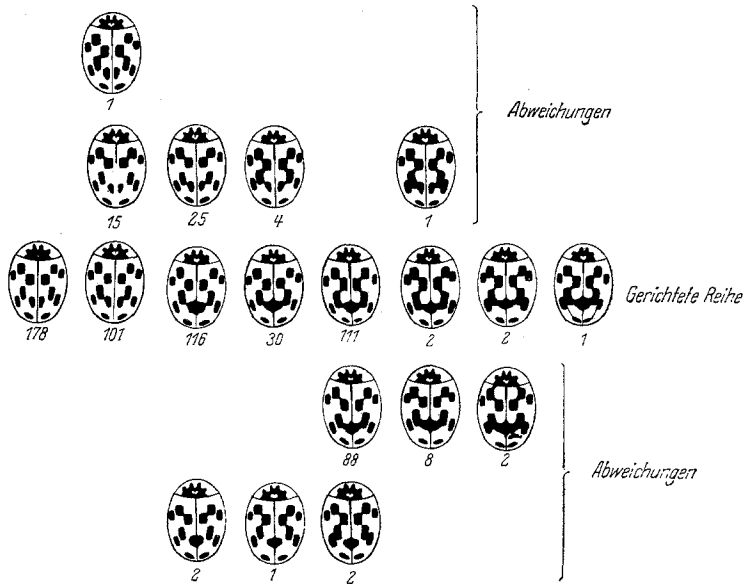 1
Abweichungen
15 25 4 1
Gerichtete Reihe
178 101 116 30 111 2 2 1
88 8 2
Abweichungen
2 1 2